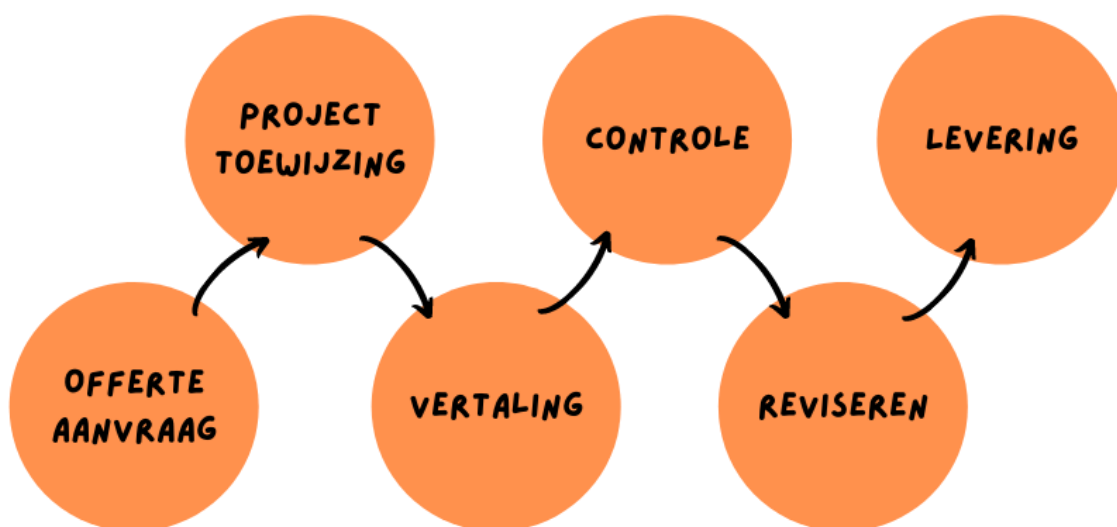 OFFERTE
AANVRAAG
PROJECT
TOEWIJZING
VERTALING
CONTROLE
REVISEREN
LEVERING